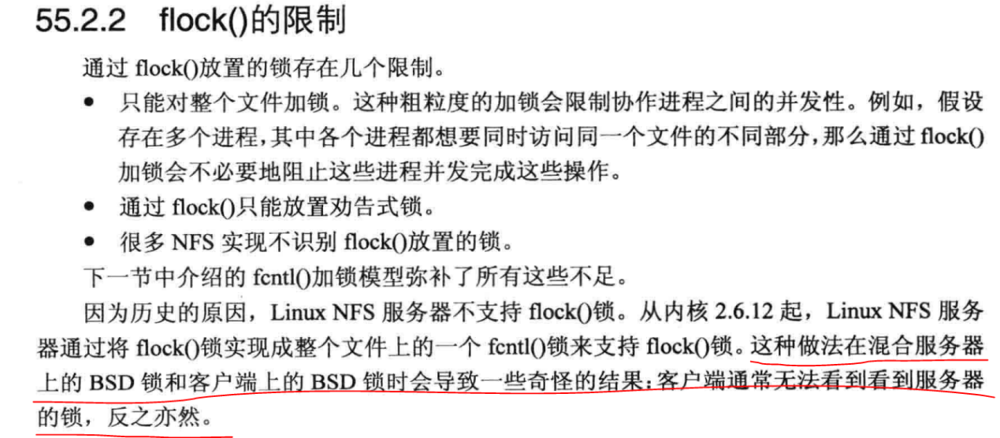 55.2.2 flock()的限制
通过 flock()放置的锁存在几个限制。
● 只能对整个文件加锁。这种粗粒度的加锁会限制协作进程之间的并发性。例如，假设
存在多个进程，其中各个进程都想要同时访问同一个文件的不同部分，那么通过 flock()
加锁会不必要地阻止这些进程并发完成这些操作。
● 通过 flock()只能放置劝告式锁。
● 很多 NFS 实现不识别 flock()放置的锁。
下一节中介绍的 fcntl()加锁模型弥补了所有这些不足。
因为历史的原因，Linux NFS 服务器不支持 flock()锁。从内核 2.6.12 起，Linux NFS 服务
器通过将 flock()锁实现成整个文件上的一个 fcntl()锁来支持 flock()锁。这种做法在混合服务器
上的 BSD 锁和客户端上的 BSD 锁时会导致一些奇怪的结果：客户端通常无法看到看到服务器
的锁，反之亦然。